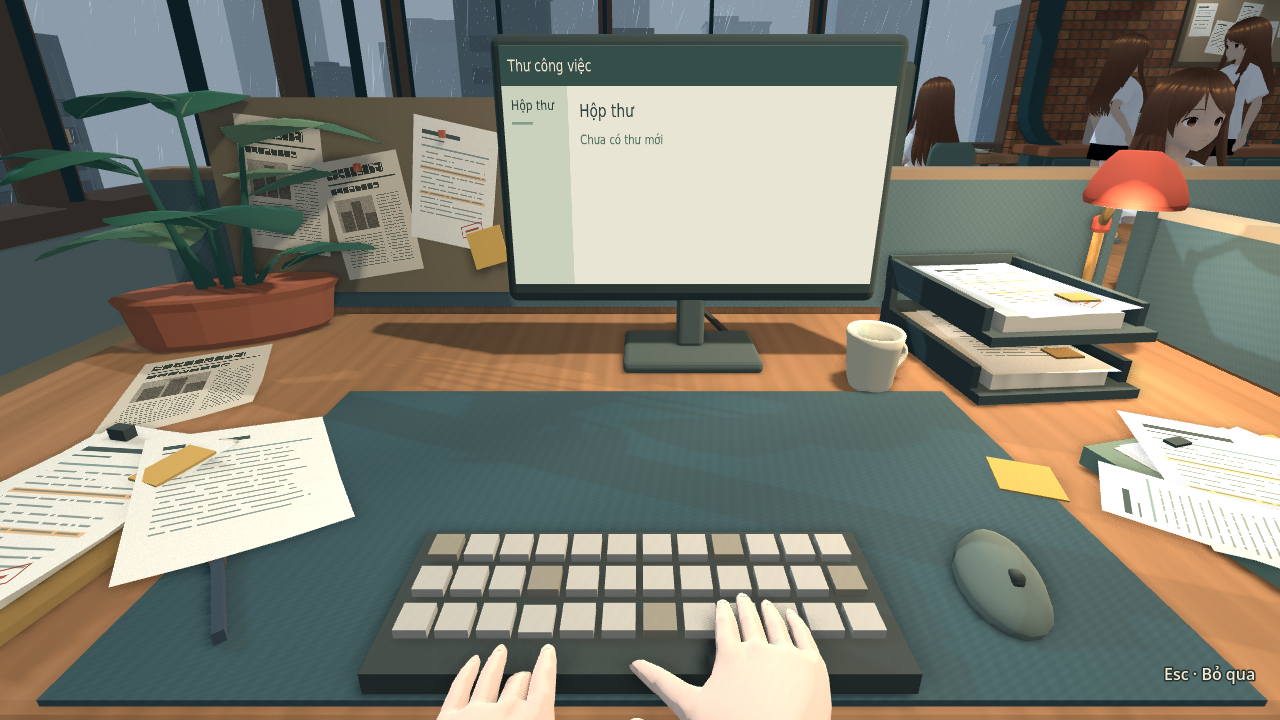 Thư công việc
Hộp thư
Hộp thư
Chưa có thư mới
Esc · Bỏ qua